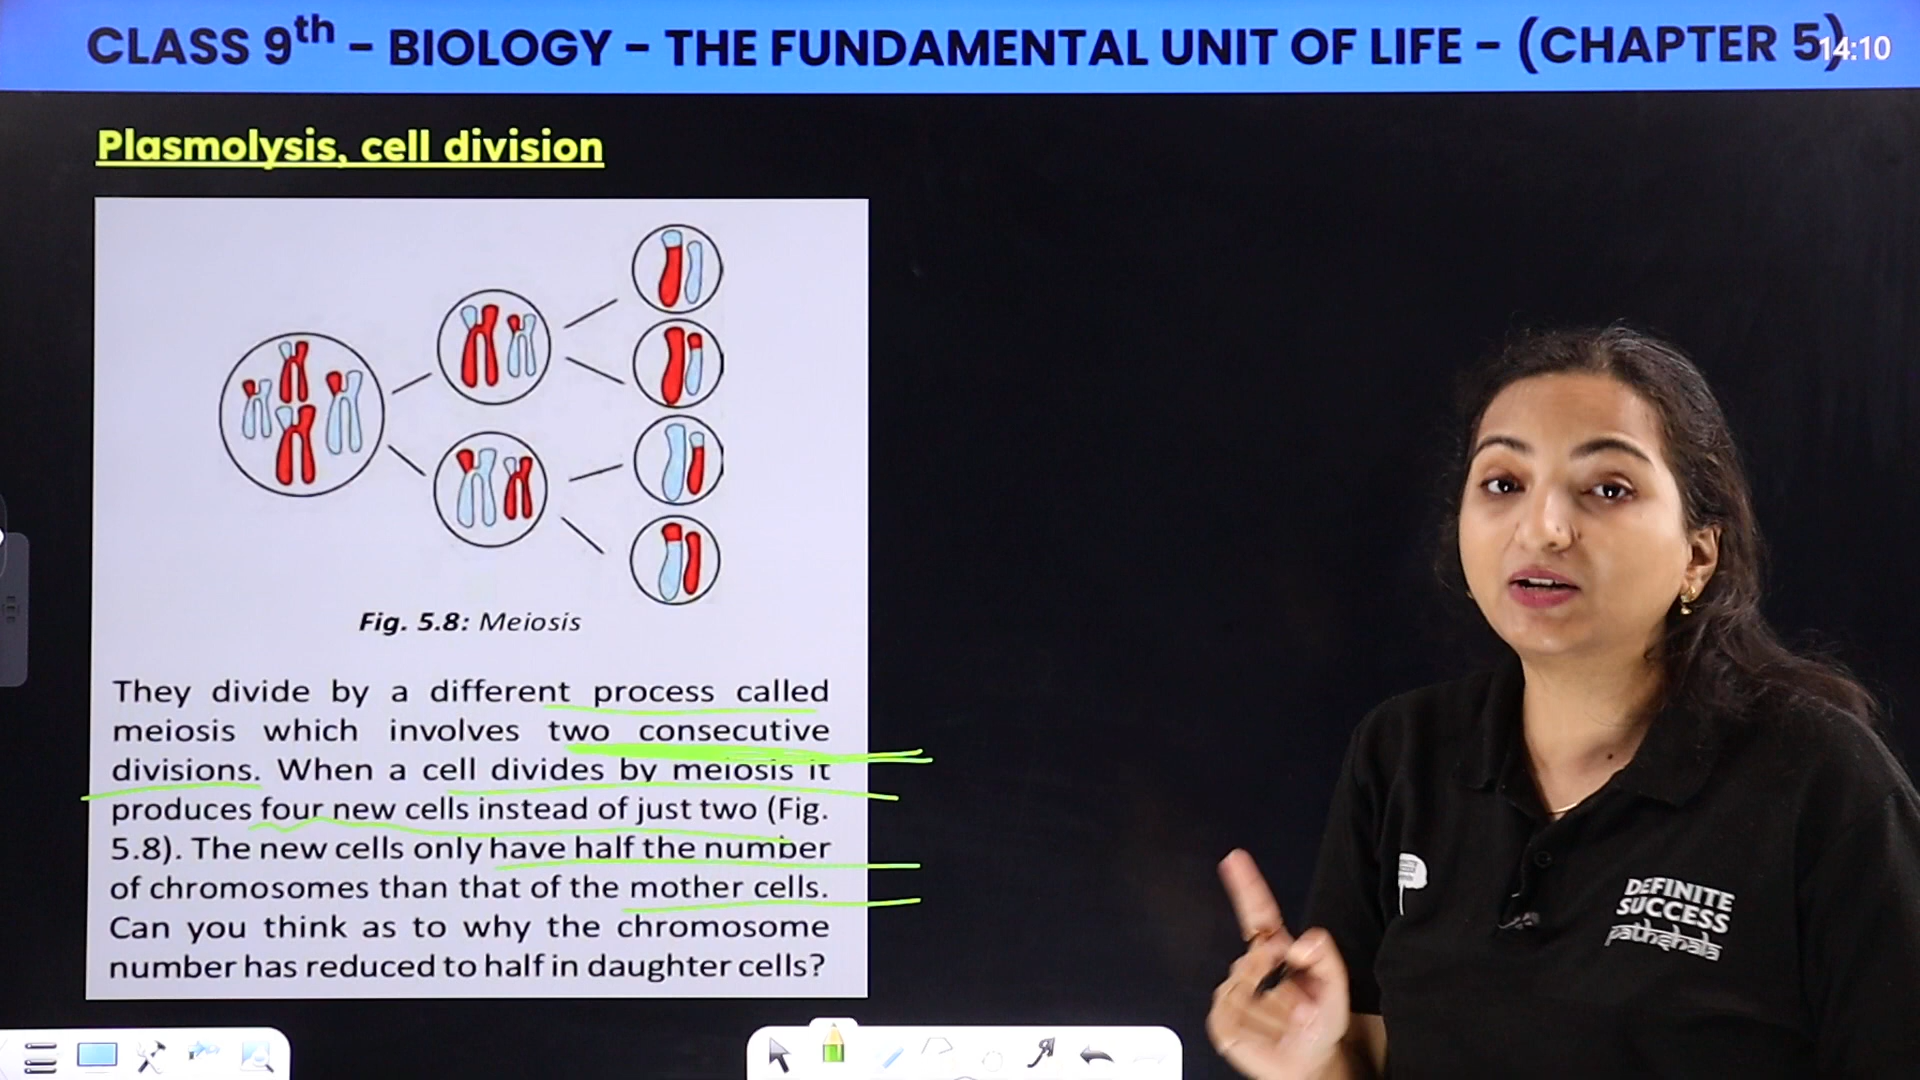 CLASS 9th - BIOLOGY - THE FUNDAMENTAL UNIT OF LIFE - (CHAPTER 5)
14:10
Plasmolysis, cell division
Fig. 5.8: Meiosis
They divide by a different process called
meiosis which involves two consecutive
divisions. When a cell divides by meiosis it
produces four new cells instead of just two (Fig.
5.8). The new cells only have half the number
of chromosomes than that of the mother cells.
Can you think as to why the chromosome
number has reduced to half in daughter cells?
DEFINITE
SUCCESS
pathshala